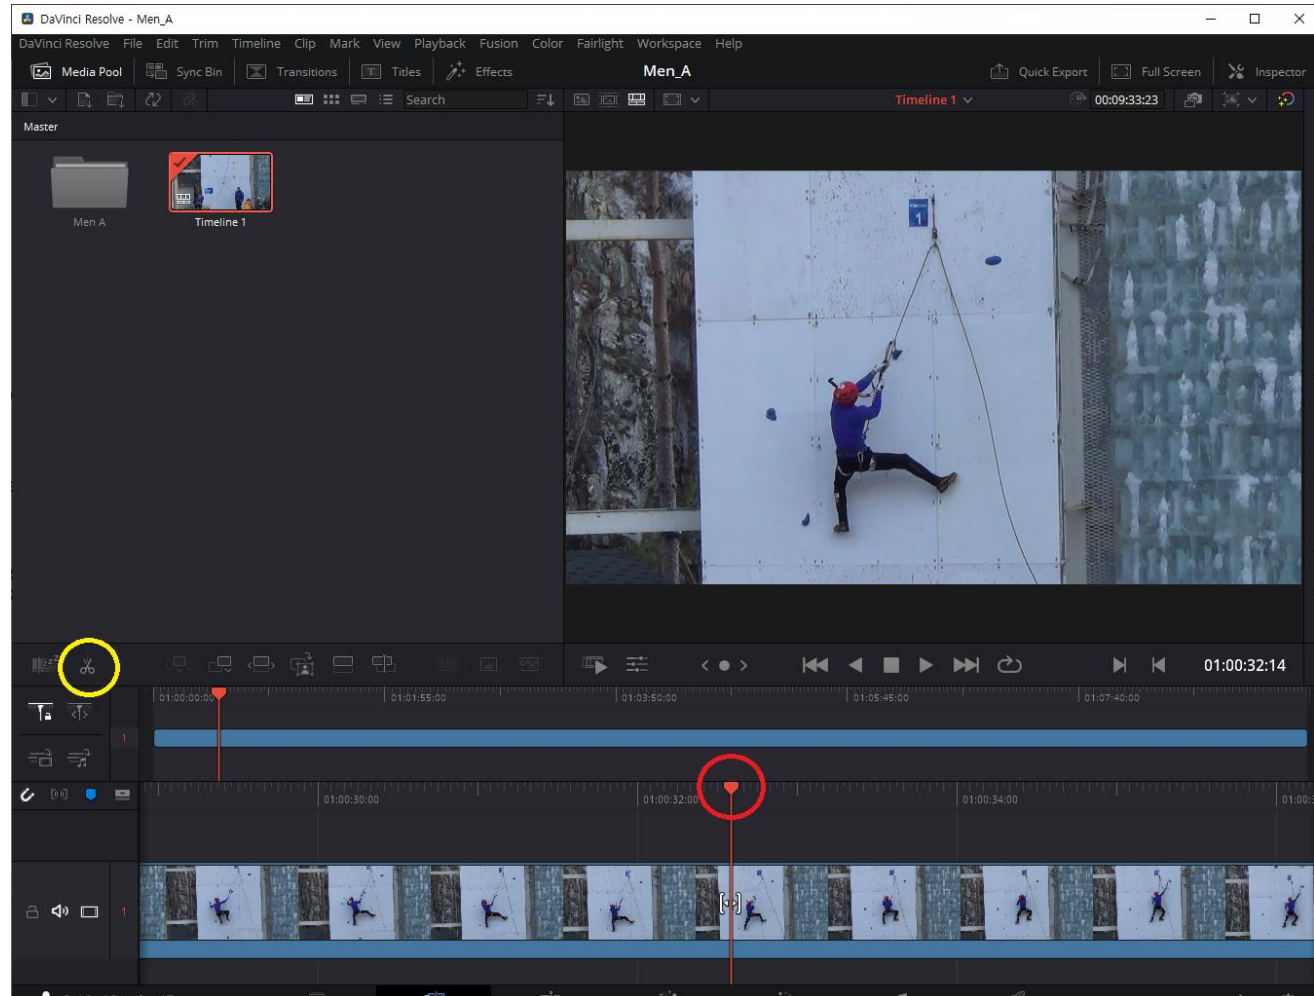 DaVinci Resolve - Men_A
DaVinci Resolve File Edit Trim Timeline Clip Mark View Playback Fusion Color Fairlight Workspace Help
Media Pool Sync Bin Transitions Titles Effects Men_A Quick Export Full Screen Inspector
Search Timeline 1 00:09:33:23
Master
Men A Timeline 1
1
01:00:32:14
01:00:00:00 01:01:55:00 01:03:50:00 01:05:45:00 01:07:40:00
1
01:00:30:00 01:00:32:00 01:00:34:00
1